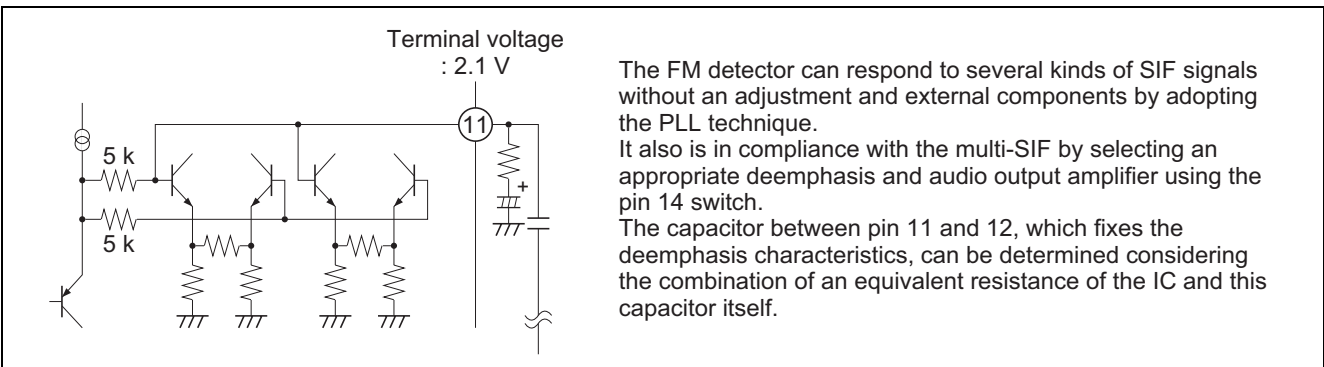 Terminal voltage
: 2.1 V
11
5 k
5 k
+
The FM detector can respond to several kinds of SIF signals
without an adjustment and external components by adopting
the PLL technique.
It also is in compliance with the multi-SIF by selecting an
appropriate deemphasis and audio output amplifier using the
pin 14 switch.
The capacitor between pin 11 and 12, which fixes the
deemphasis characteristics, can be determined considering
the combination of an equivalent resistance of the IC and this
capacitor itself.